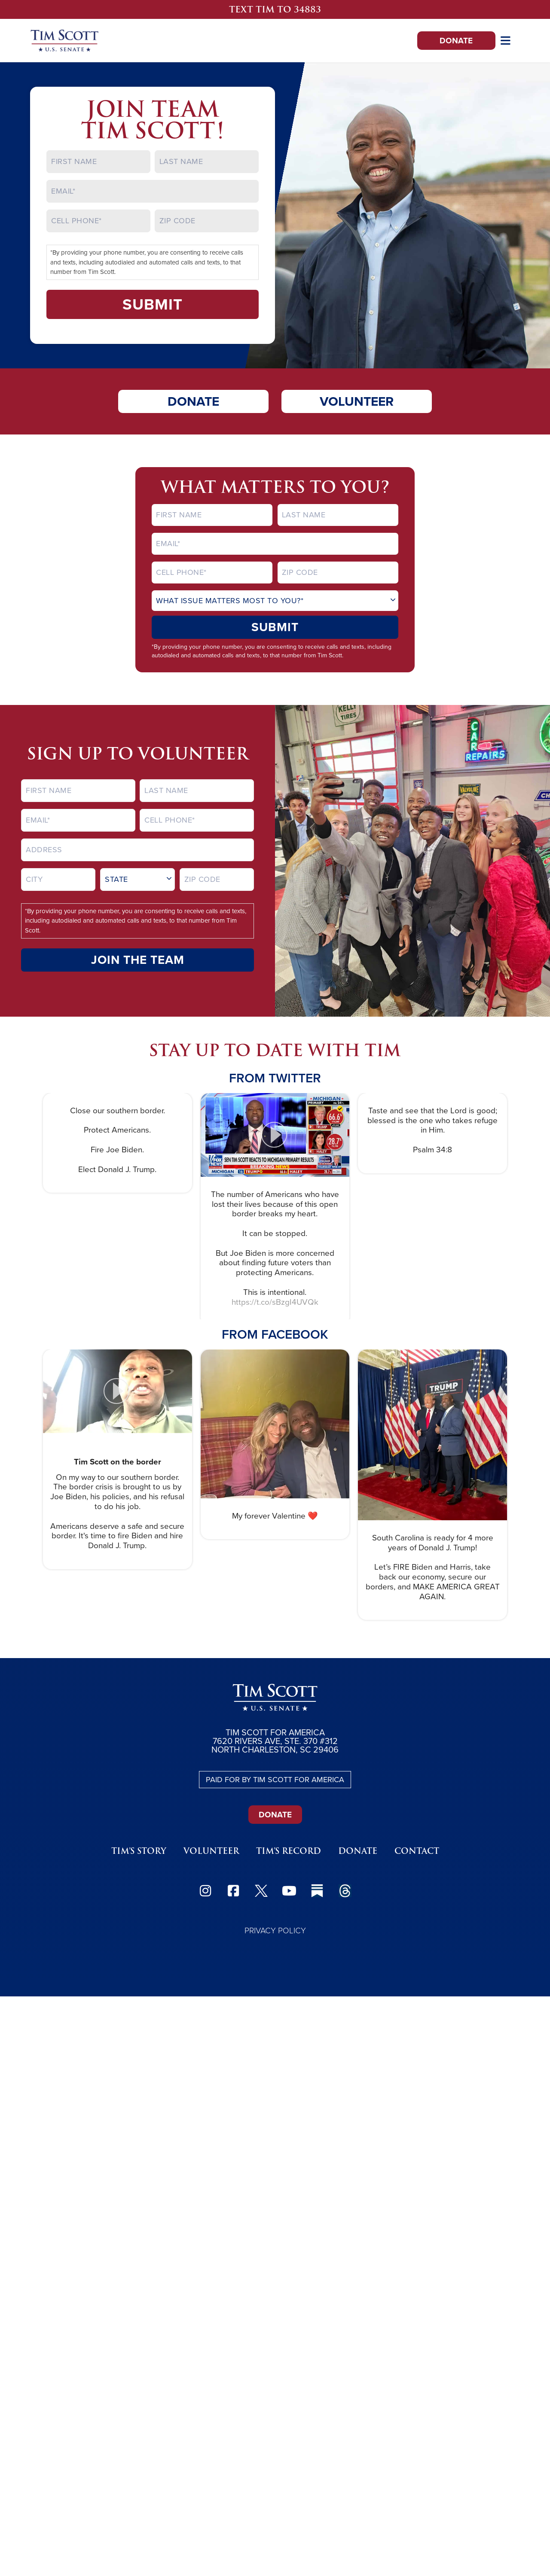 TEXT TIM TO 34883
TIM SCOTT
★ U.S. SENATE ★
DONATE
JOIN TEAM
TIM SCOTT!
FIRST NAME
LAST NAME
EMAIL*
CELL PHONE*
ZIP CODE
*By providing your phone number, you are consenting to receive calls
and texts, including autodialed and automated calls and texts, to that
number from Tim Scott.
SUBMIT
DONATE
VOLUNTEER
WHAT MATTERS TO YOU?
FIRST NAME
LAST NAME
EMAIL*
CELL PHONE*
ZIP CODE
WHAT ISSUE MATTERS MOST TO YOU?*
SUBMIT
*By providing your phone number, you are consenting to receive calls and texts, including
autodialed and automated calls and texts, to that number from Tim Scott.
KELLY
TIRES
CAR
REPAIRS
VALVOLINE
SIGN UP TO VOLUNTEER
FIRST NAME
LAST NAME
EMAIL*
CELL PHONE*
ADDRESS
CITY
STATE
ZIP CODE
*By providing your phone number, you are consenting to receive calls and texts,
including autodialed and automated calls and texts, to that number from Tim
Scott.
JOIN THE TEAM
STAY UP TO DATE WITH TIM
FROM TWITTER
Close our southern border.
Protect Americans.
Fire Joe Biden.
Elect Donald J. Trump.
MICHIGAN
PRIMARY
66.6%
28.7%
SEN TIM SCOTT REACTS TO MICHIGAN PRIMARY RESULTS
BREAKING NEWS
MICHIGAN
TRUMP
HALEY
The number of Americans who have
lost their lives because of this open
border breaks my heart.
It can be stopped.
But Joe Biden is more concerned
about finding future voters than
protecting Americans.
This is intentional.
https://t.co/sBzgI4UVQk
Taste and see that the Lord is good;
blessed is the one who takes refuge
in Him.
Psalm 34:8
FROM FACEBOOK
Tim Scott on the border
On my way to our southern border.
The border crisis is brought to us by
Joe Biden, his policies, and his refusal
to do his job.
Americans deserve a safe and secure
border. It's time to fire Biden and hire
Donald J. Trump.
My forever Valentine ❤️
TRUMP
South Carolina is ready for 4 more
years of Donald J. Trump!
Let's FIRE Biden and Harris, take
back our economy, secure our
borders, and MAKE AMERICA GREAT
AGAIN.
TIM SCOTT
★ U.S. SENATE ★
TIM SCOTT FOR AMERICA
7620 RIVERS AVE, STE. 370 #312
NORTH CHARLESTON, SC 29406
PAID FOR BY TIM SCOTT FOR AMERICA
DONATE
TIM'S STORY
VOLUNTEER
TIM'S RECORD
DONATE
CONTACT
PRIVACY POLICY